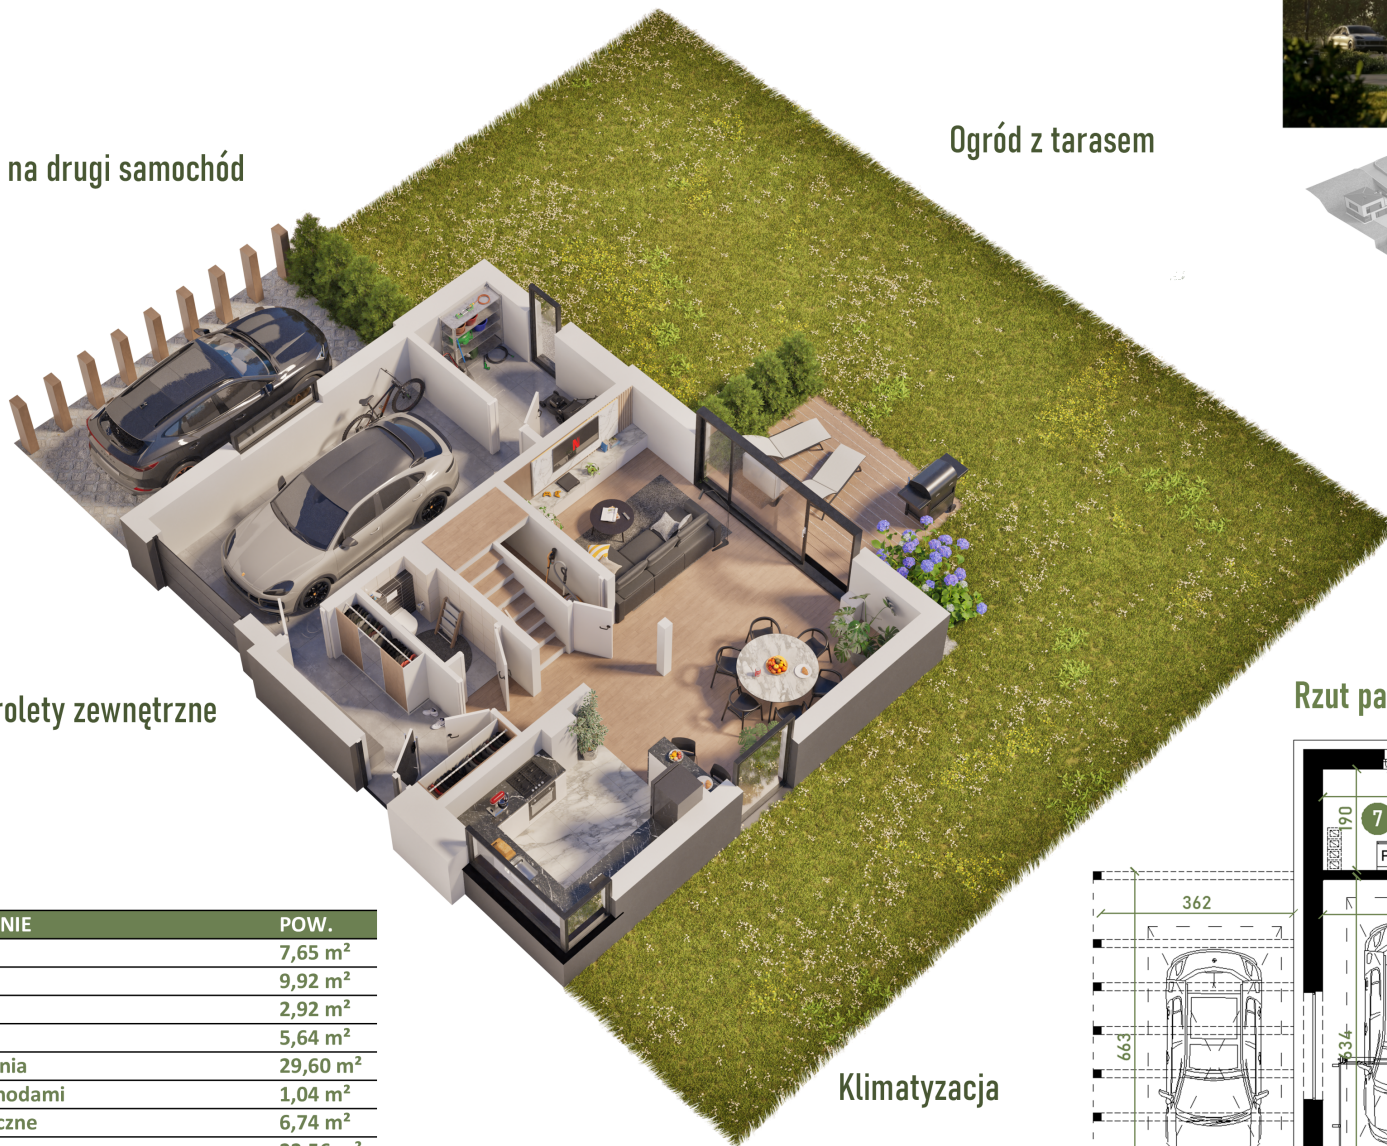 Ogród z tarasem
na drugi samochód
rolety zewnętrzne
Rzut pa
NIE POW.
7,65 m²
9,92 m²
2,92 m²
5,64 m²
nia 29,60 m²
hodami 1,04 m²
czne 6,74 m²
Klimatyzacja
190
7
362
663
634